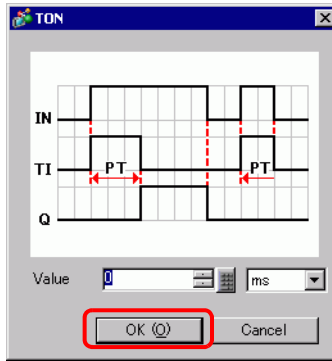 TON
IN
TI PT PT
Q
Value 0 ms
OK (O) Cancel